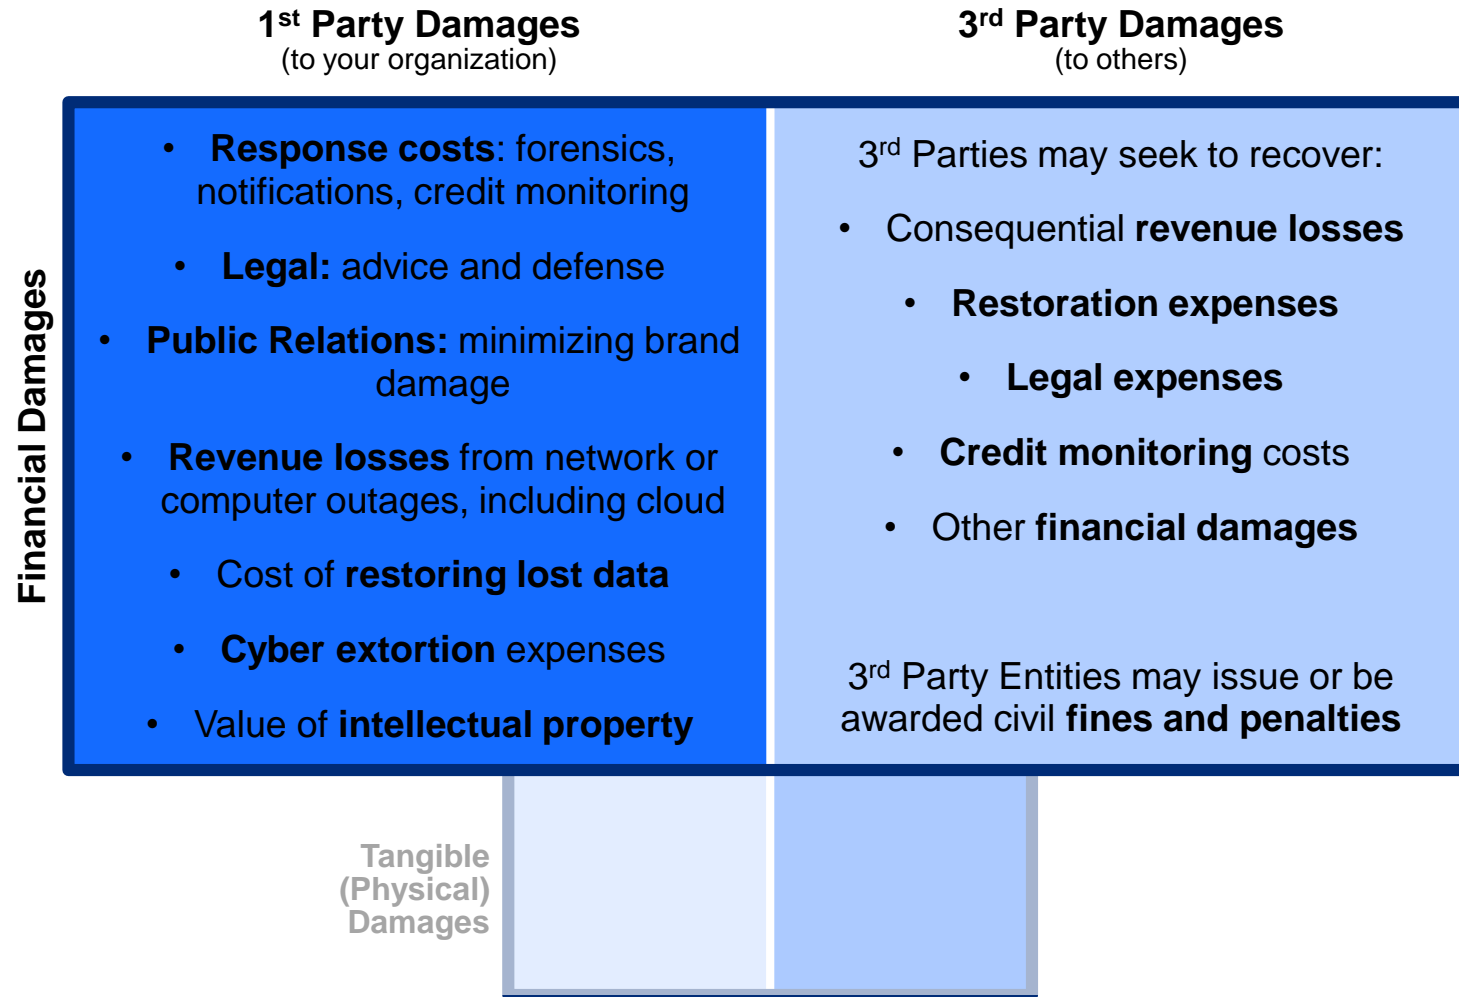 1st Party Damages
(to your organization)
3rd Party Damages
(to others)
Financial Damages
• Response costs: forensics,
notifications, credit monitoring
• Legal: advice and defense
• Public Relations: minimizing brand
damage
• Revenue losses from network or
computer outages, including cloud
• Cost of restoring lost data
• Cyber extortion expenses
• Value of intellectual property
3rd Parties may seek to recover:
• Consequential revenue losses
• Restoration expenses
• Legal expenses
• Credit monitoring costs
• Other financial damages
3rd Party Entities may issue or be
awarded civil fines and penalties
Tangible
(Physical)
Damages